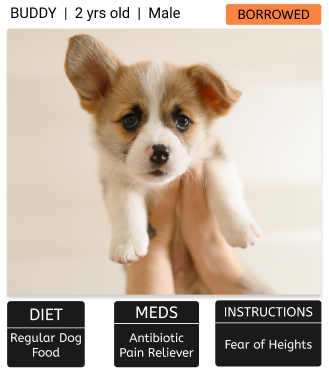 BUDDY | 2 yrs old | Male
BORROWED
DIET
Regular Dog
Food
MEDS
Antibiotic
Pain Reliever
INSTRUCTIONS
Fear of Heights